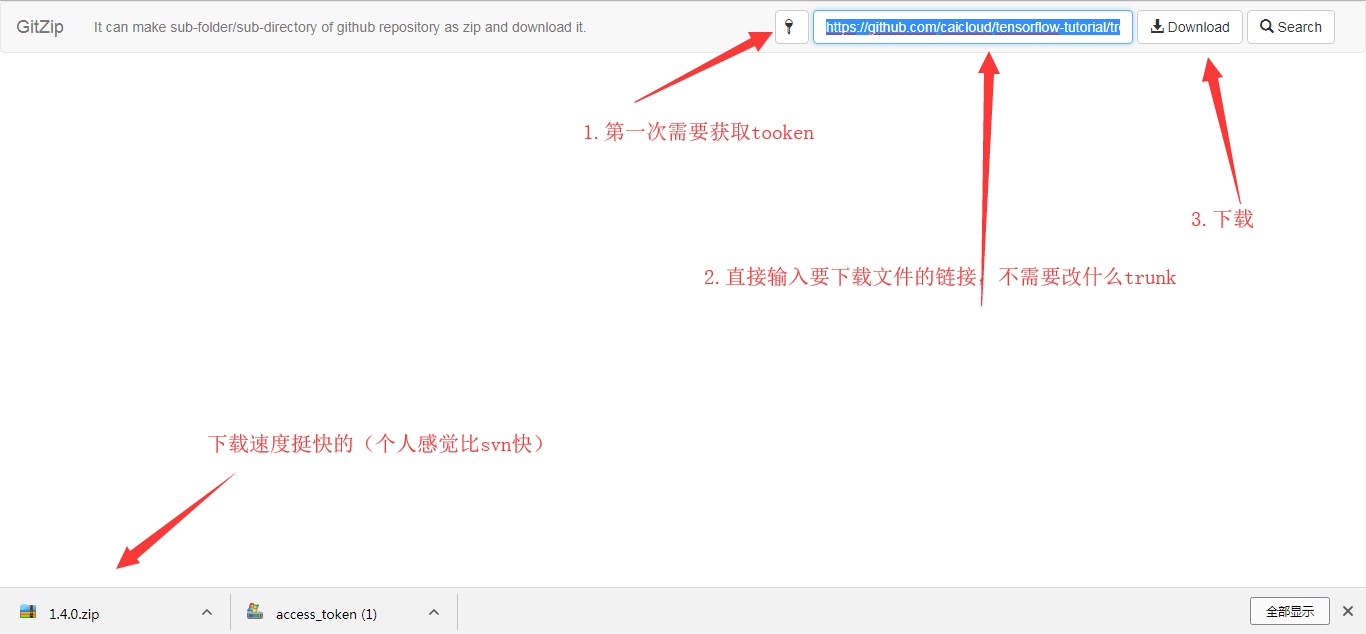 GitZip It can make sub-folder/sub-directory of github repository as zip and download it. https://github.com/caicloud/tensorflow-tutorial/tr Download Search
1.第一次需要获取tooken
3.下载
2.直接输入要下载文件的链接，不需要改什么trunk
下载速度挺快的（个人感觉比svn快）
1.4.0.zip access_token (1) 全部显示